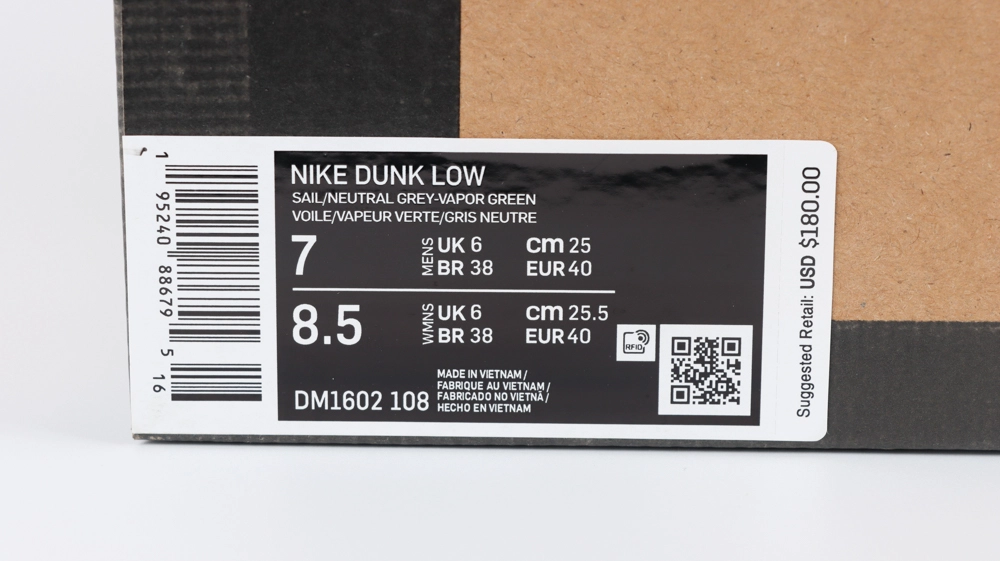 1 95240 88679 5 16
NIKE DUNK LOW
SAIL/NEUTRAL GREY-VAPOR GREEN
VOILE/VAPEUR VERTE/GRIS NEUTRE
7
MENS
UK 6 cm 25
BR 38 EUR 40
8.5
WMNS
UK 6 cm 25.5
BR 38 EUR 40
RFID
DM1602 108
MADE IN VIETNAM /
FABRIQUE AU VIETNAM /
FABRICADO NO VIETNÃ /
HECHO EN VIETNAM
Suggested Retail: USD $180.00